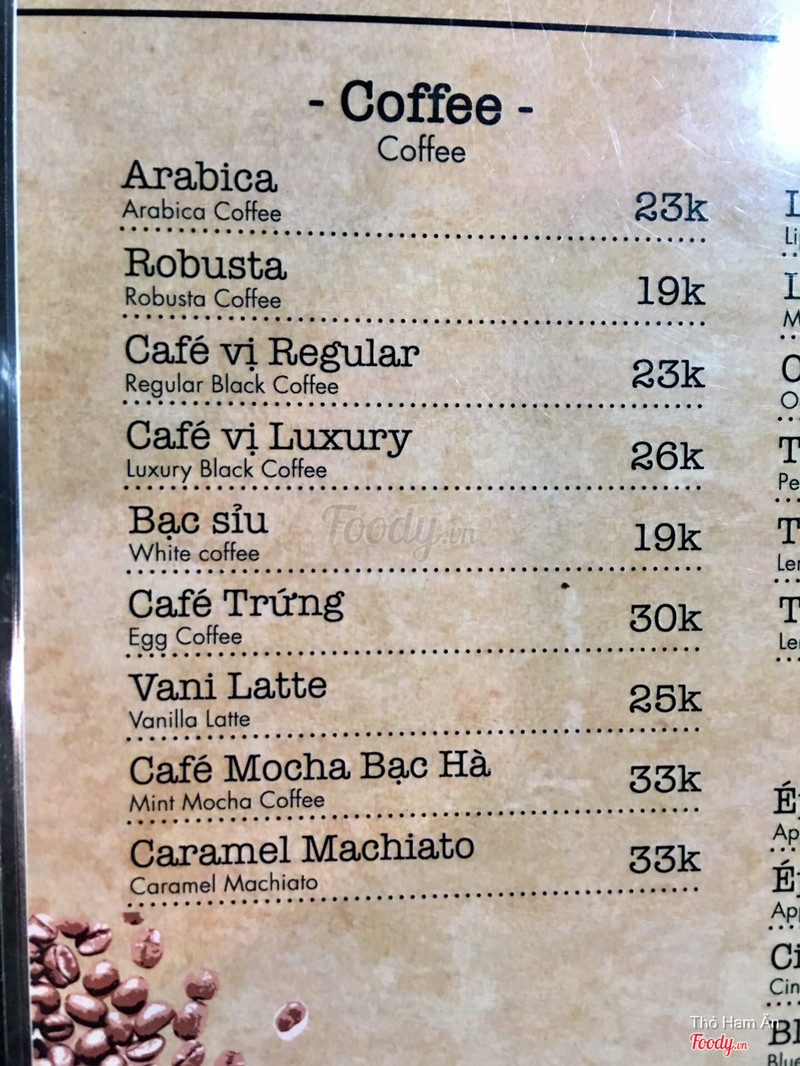 - Coffee -
Coffee
Arabica
Arabica Coffee
23k
Robusta
Robusta Coffee
19k
Café vị Regular
Regular Black Coffee
23k
Café vị Luxury
Luxury Black Coffee
26k
Bạc sỉu
White coffee
19k
Café Trứng
Egg Coffee
30k
Vani Latte
Vanilla Latte
25k
Café Mocha Bạc Hà
Mint Mocha Coffee
33k
Caramel Machiato
Caramel Machiato
33k
Foody.vn
Thỏ Ham Ăn
Foody.vn